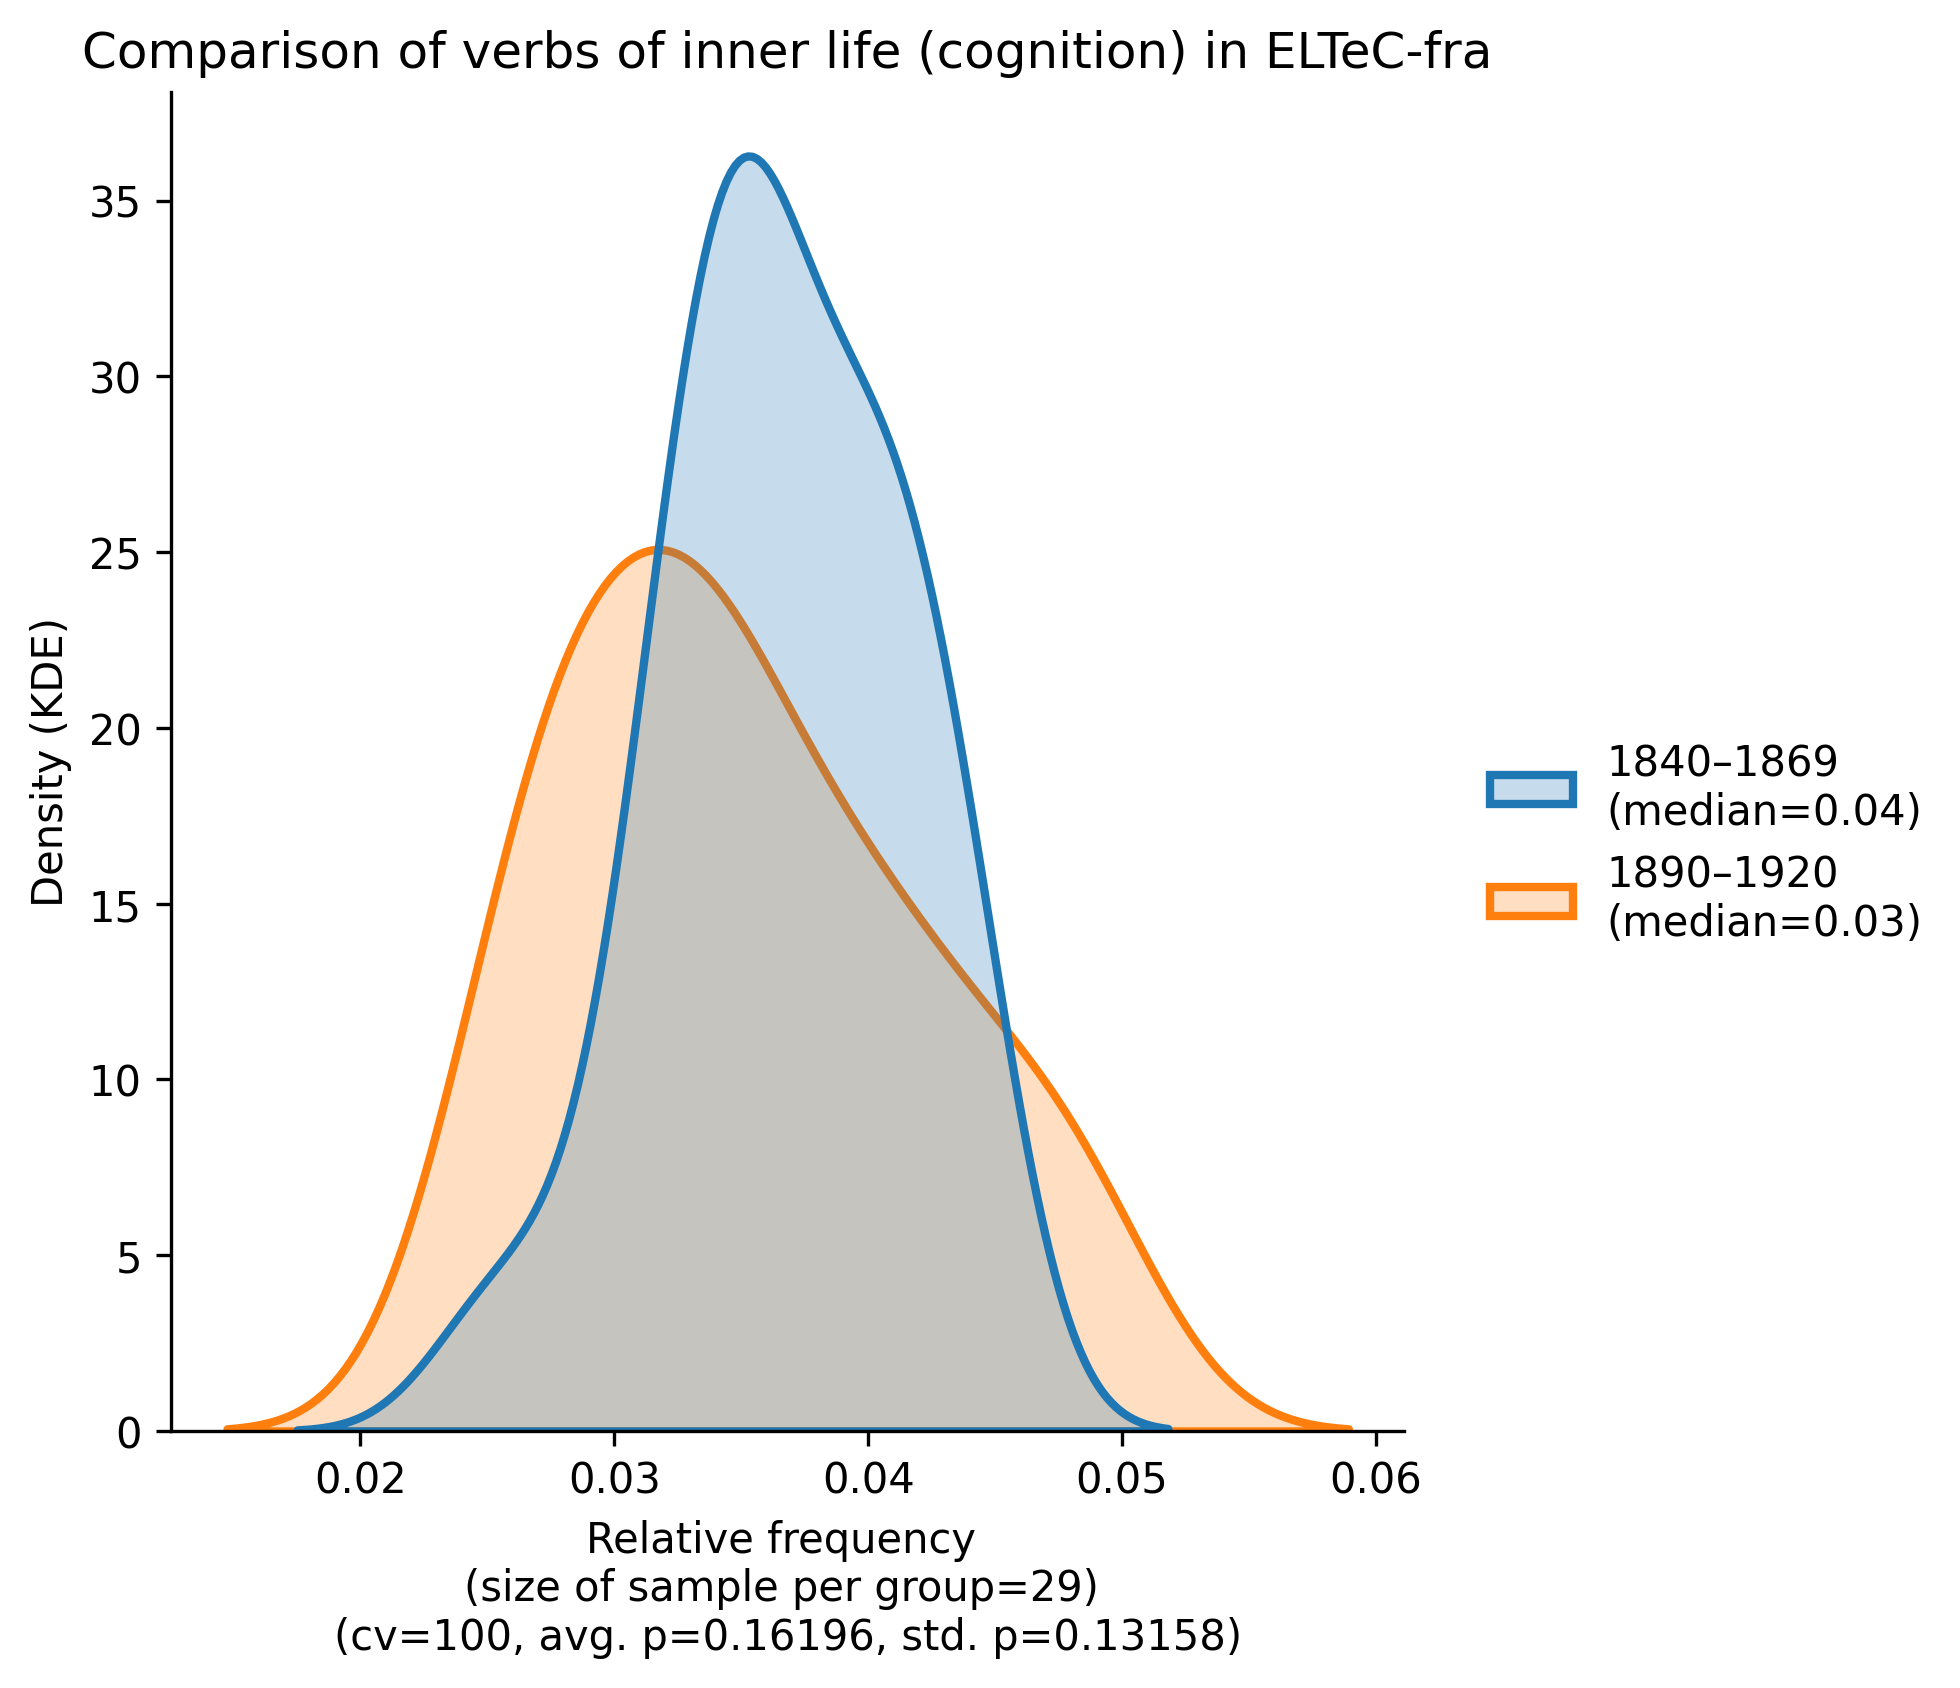 Comparison of verbs of inner life (cognition) in ELTeC-fra
Density (KDE)
35
30
25
20
15
10
5
0
0.02
0.03
0.04
0.05
0.06
Relative frequency
(size of sample per group=29)
(cv=100, avg. p=0.16196, std. p=0.13158)
1840–1869
(median=0.04)
1890–1920
(median=0.03)